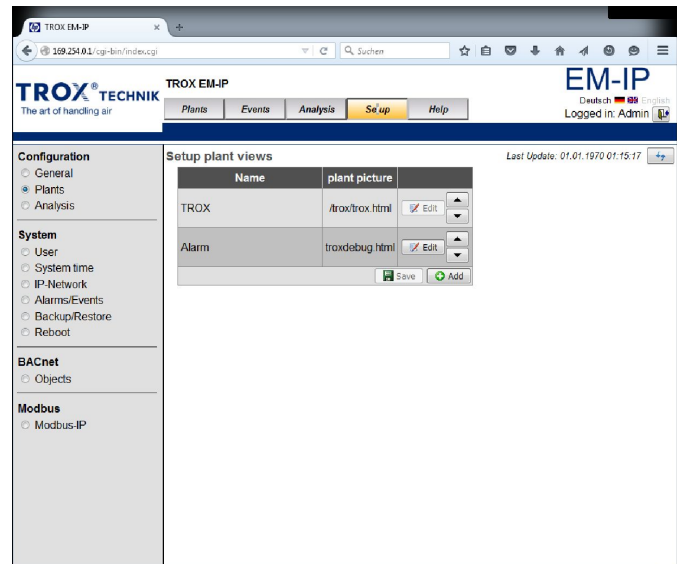 TROX EM-IP
169.254.0.1/cgi-bin/index.cgi
Suchen
TROX® TECHNIK
The art of handling air
TROX EM-IP
Plants Events Analysis Setup Help
EM-IP
Deutsch English
Logged in: Admin
Configuration
General
Plants
Analysis
System
User
System time
IP-Network
Alarms/Events
Backup/Restore
Reboot
BACnet
Objects
Modbus
Modbus-IP
Setup plant views
Last Update: 01.01.1970 01:15:17
Name plant picture
TROX /trox/trox.html Edit
Alarm troxdebug.html Edit
Save Add